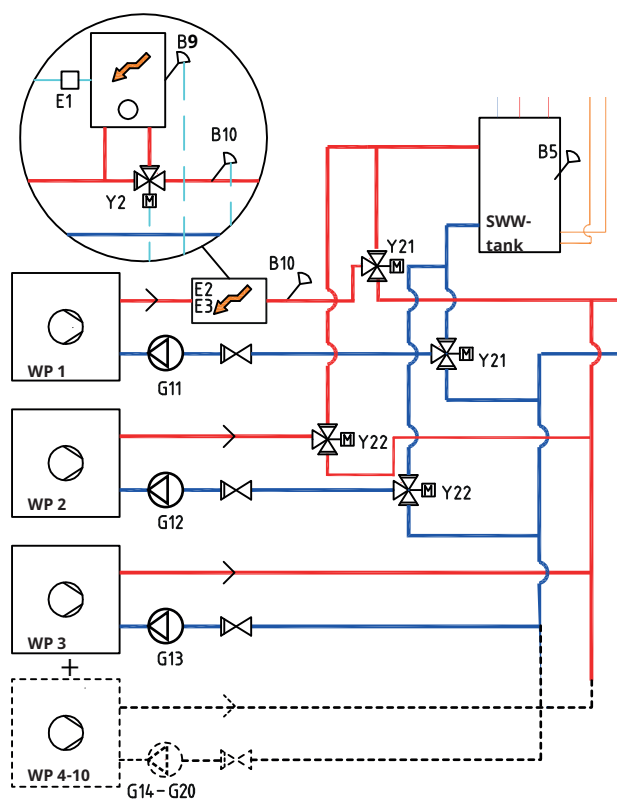 B9
E1
B10
Y2
M
B5
SWW-
tank
Y21
M
B10
E2
E3
WP 1
G11
M
Y21
M
Y22
WP 2
G12
M
Y22
WP 3
G13
+
WP 4-10
G14-G20